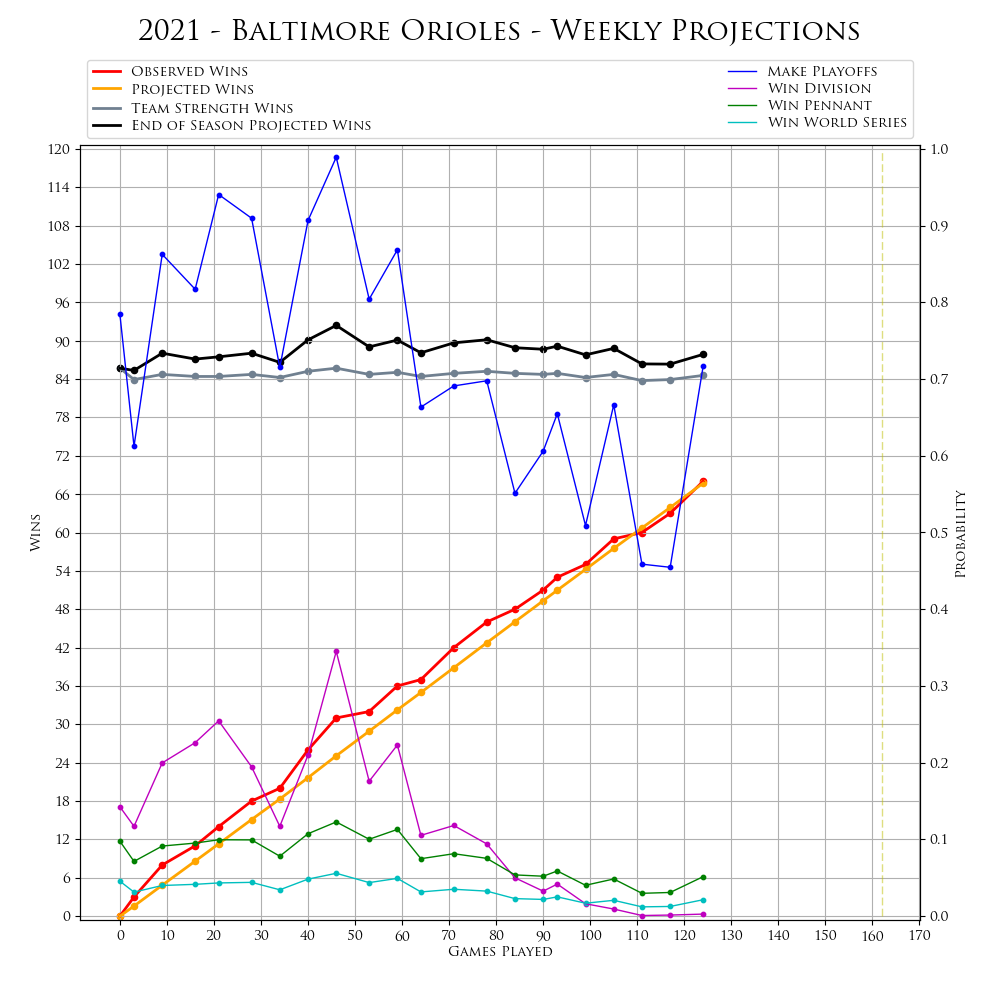 2021 - Baltimore Orioles - Weekly Projections
Observed Wins
Projected Wins
Team Strength Wins
End of Season Projected Wins
Make Playoffs
Win Division
Win Pennant
Win World Series
120
114
108
102
96
90
84
78
72
66
60
54
48
42
36
30
24
18
12
6
0
Wins
1.0
0.9
0.8
0.7
0.6
0.5
0.4
0.3
0.2
0.1
0.0
Probability
0 10 20 30 40 50 60 70 80 90 100 110 120 130 140 150 160 170
Games Played